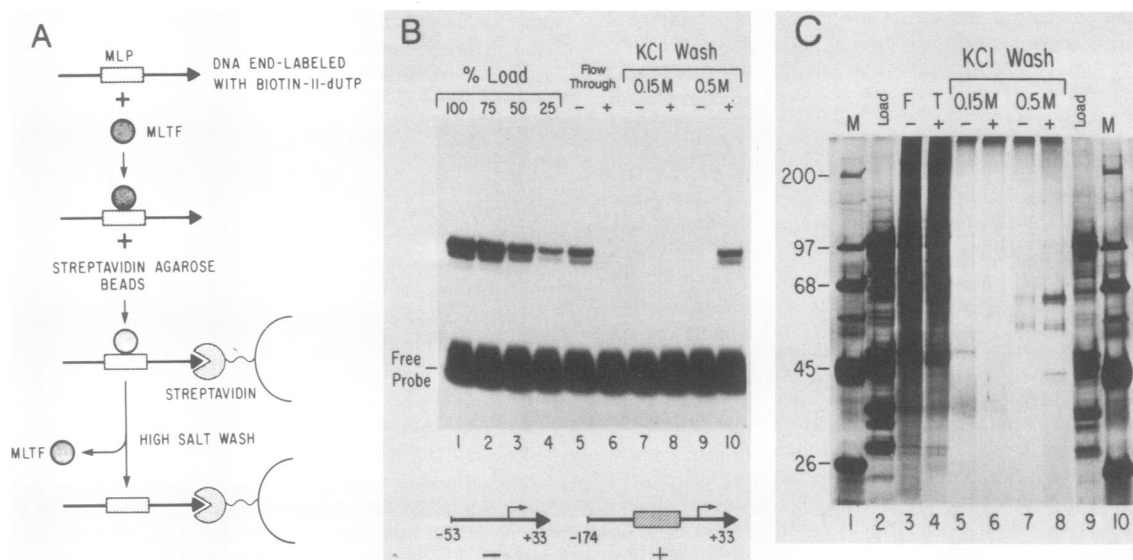 A
MLP
DNA END-LABELED
WITH BIOTIN-II-dUTP
+
MLTF
+
STREPTAVIDIN AGAROSE
BEADS
STREPTAVIDIN
MLTF
HIGH SALT WASH
B
KCl Wash
% Load
Flow
Through
0.15M
0.5M
100 75 50 25 − + − + − +
Free
Probe
1 2 3 4 5 6 7 8 9 10
−53 +33 −174 +33
− +
C
KCl Wash
M Load F T 0.15M 0.5M Load M
− + − + − +
200
97
68
45
26
1 2 3 4 5 6 7 8 9 10